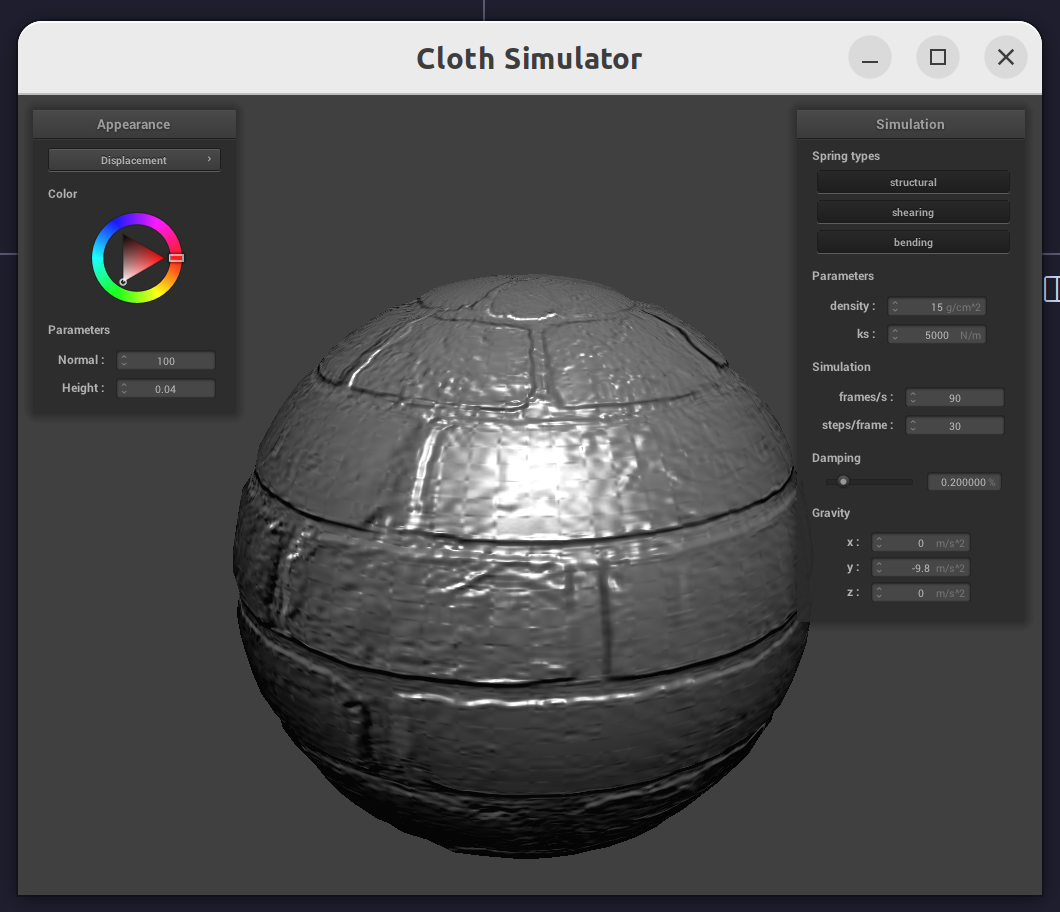 Cloth Simulator
Appearance
Displacement
Color
Parameters
Normal : 100
Height : 0.04
Simulation
Spring types
structural
shearing
bending
Parameters
density : 15 g/cm^2
ks : 5000 N/m
Simulation
frames/s : 90
steps/frame : 30
Damping
0.200000 %
Gravity
x : 0 m/s^2
y : -9.8 m/s^2
z : 0 m/s^2